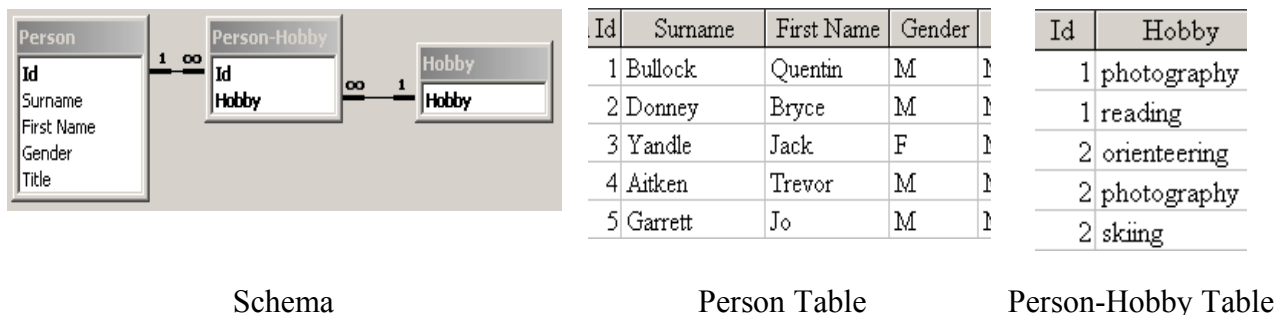 Person
Id
Surname
First Name
Gender
Title
1 ∞
Person-Hobby
Id
Hobby
∞ 1
Hobby
Hobby
Id Surname First Name Gender
1 Bullock Quentin M
2 Donney Bryce M
3 Yandle Jack F
4 Aitken Trevor M
5 Garrett Jo M
Id Hobby
1 photography
1 reading
2 orienteering
2 photography
2 skiing
Schema
Person Table
Person-Hobby Table